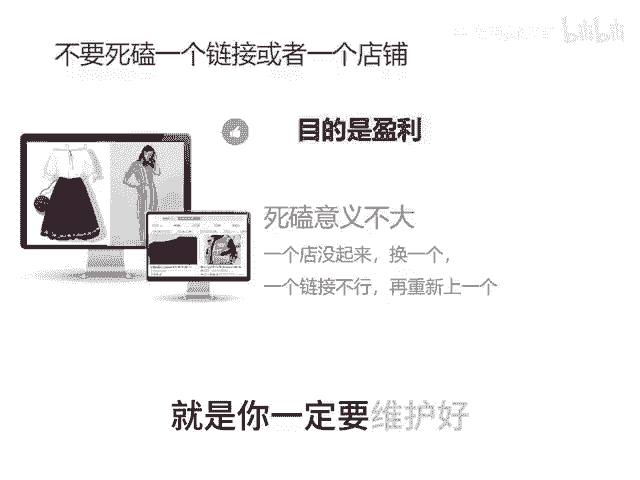 bilibili
不要死磕一个链接或者一个店铺
目的是盈利
死磕意义不大
一个店没起来，换一个，
一个链接不行，再重新上一个
就是你一定要维护好